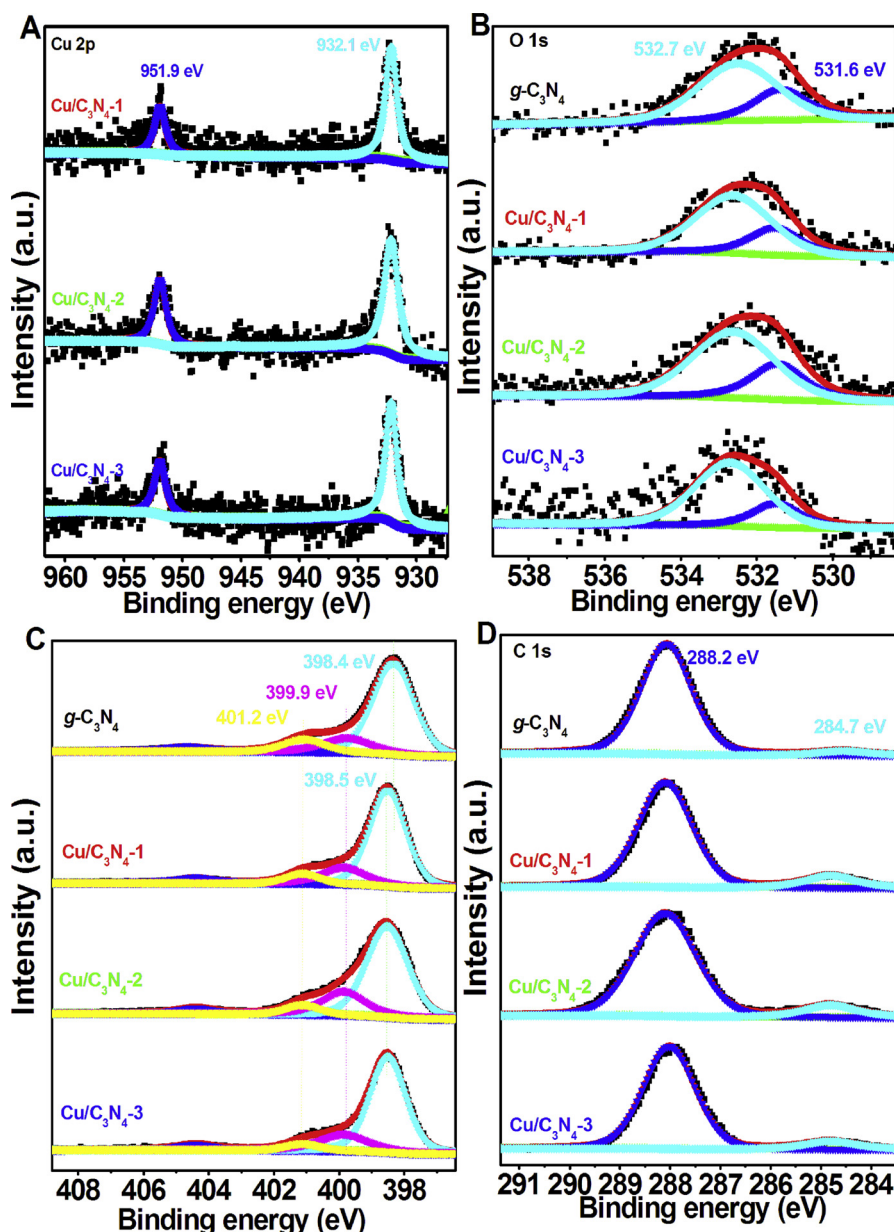 A
Cu 2p
932.1 eV
951.9 eV
Cu/C₃N₄-1
Cu/C₃N₄-2
Cu/C₃N₄-3
Intensity (a.u.)
960 955 950 945 940 935 930
Binding energy (eV)
B
O 1s
532.7 eV
531.6 eV
g-C₃N₄
Cu/C₃N₄-1
Cu/C₃N₄-2
Cu/C₃N₄-3
Intensity (a.u.)
538 536 534 532 530
Binding energy (eV)
C
398.4 eV
399.9 eV
401.2 eV
g-C₃N₄
398.5 eV
Cu/C₃N₄-1
Cu/C₃N₄-2
Cu/C₃N₄-3
Intensity (a.u.)
408 406 404 402 400 398
Binding energy (eV)
D
C 1s
288.2 eV
284.7 eV
g-C₃N₄
Cu/C₃N₄-1
Cu/C₃N₄-2
Cu/C₃N₄-3
Intensity (a.u.)
291 290 289 288 287 286 285 284
Binding energy (eV)